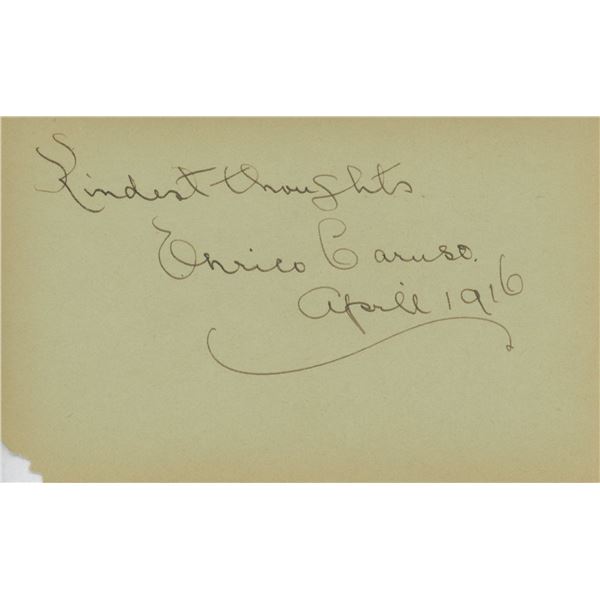 Kindest thoughts.
Enrico Caruso.
April 1916